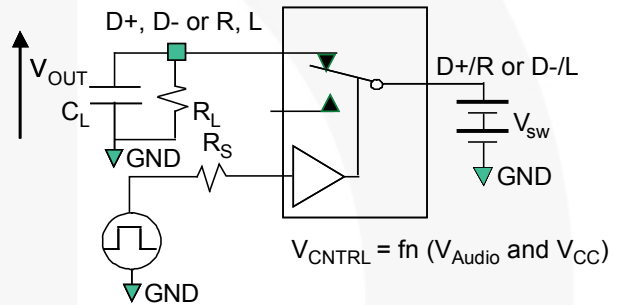 D+, D- or R, L
D+/R or D-/L
VOUT
CL
RL
Vsw
GND
RS
GND
VCNTRL = fn (VAudio and VCC)
GND